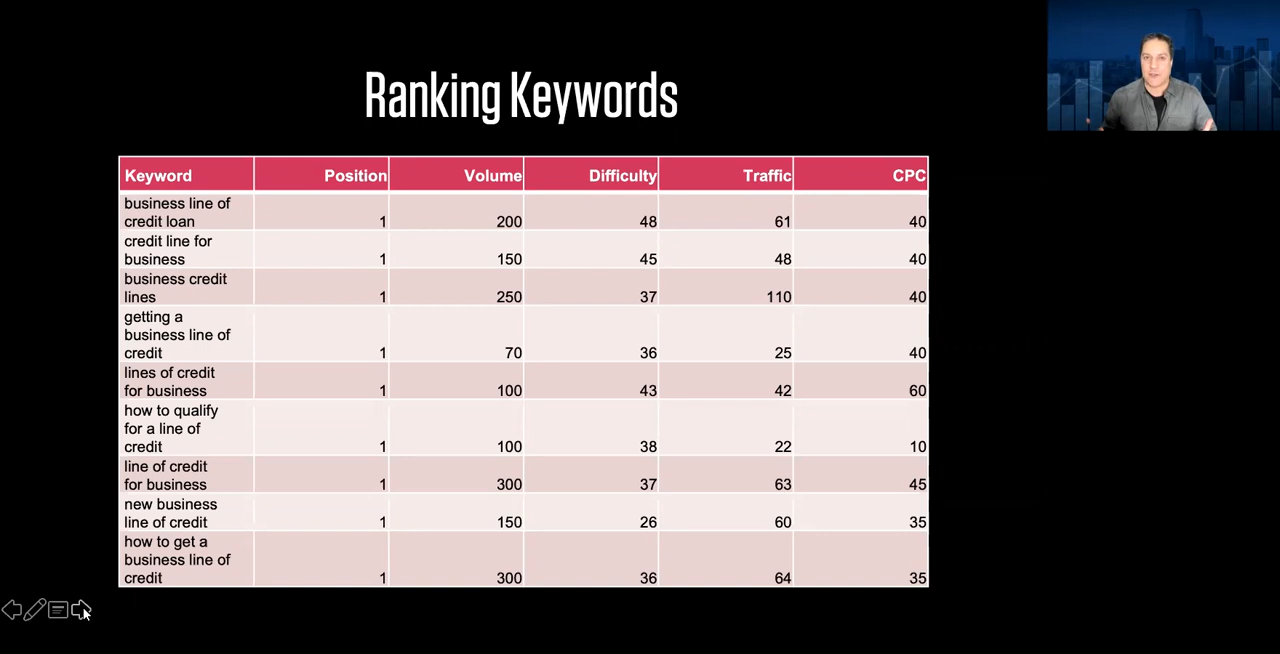 Ranking Keywords
Keyword Position Volume Difficulty Traffic CPC
business line of
credit loan 1 200 48 61 40
credit line for
business 1 150 45 48 40
business credit
lines 1 250 37 110 40
getting a
business line of
credit 1 70 36 25 40
lines of credit
for business 1 100 43 42 60
how to qualify
for a line of
credit 1 100 38 22 10
line of credit
for business 1 300 37 63 45
new business
line of credit 1 150 26 60 35
how to get a
business line of
credit 1 300 36 64 35